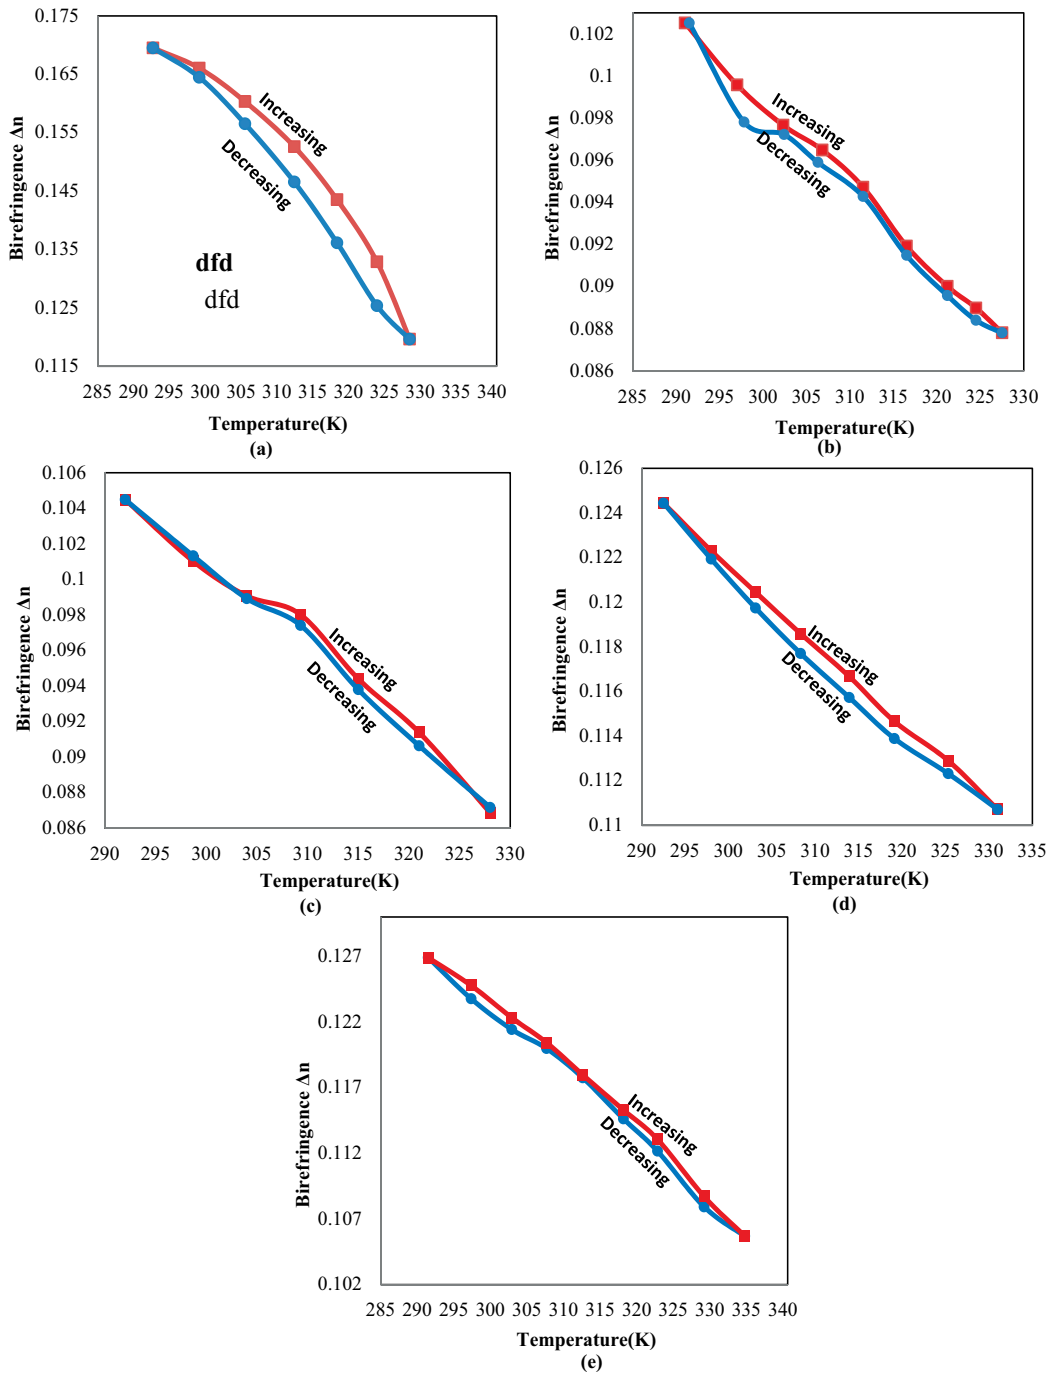 0.175
0.165
0.155
0.145
0.135
0.125
0.115
Birefringence Δn
Increasing
Decreasing
dfd
dfd
285 290 295 300 305 310 315 320 325 330 335 340
Temperature(K)
(a)
0.102
0.1
0.098
0.096
0.094
0.092
0.09
0.088
0.086
Birefringence Δn
Increasing
Decreasing
285 290 295 300 305 310 315 320 325 330
Temperature(K)
(b)
0.106
0.104
0.102
0.1
0.098
0.096
0.094
0.092
0.09
0.088
0.086
Birefringence Δn
Increasing
Decreasing
290 295 300 305 310 315 320 325 330
Temperature(K)
(c)
0.126
0.124
0.122
0.12
0.118
0.116
0.114
0.112
0.11
Birefringence Δn
Increasing
Decreasing
290 295 300 305 310 315 320 325 330 335
Temperature(K)
(d)
0.127
0.122
0.117
0.112
0.107
0.102
Birefringence Δn
Increasing
Decreasing
285 290 295 300 305 310 315 320 325 330 335 340
Temperature(K)
(e)